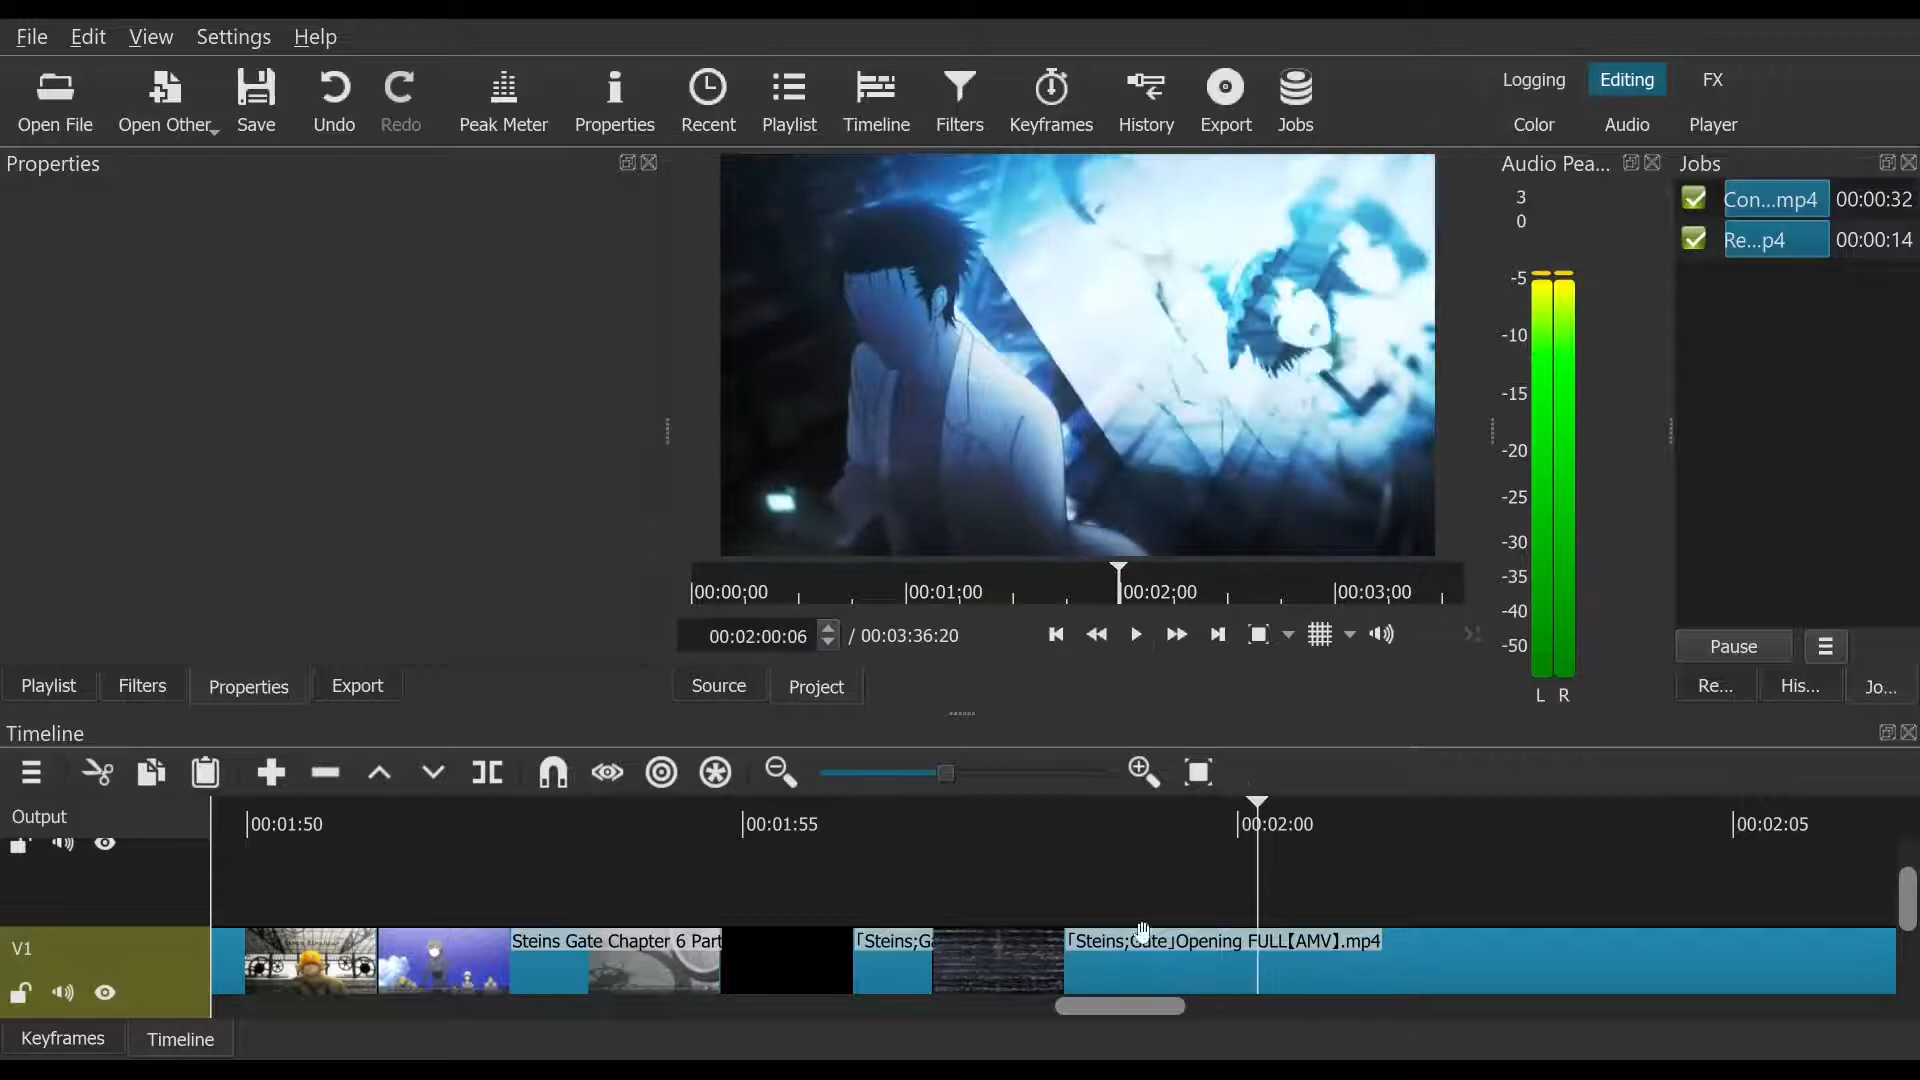 File Edit View Settings Help
Open File Open Other Save Undo Redo Peak Meter Properties Recent Playlist Timeline Filters Keyframes History Export Jobs
Logging Editing FX
Color Audio Player
Properties
Audio Pea...
Jobs
3
0
-5
-10
-15
-20
-25
-30
-35
-40
-50
L R
Con...mp4 00:00:32
Re...p4 00:00:14
00:00:00 00:01:00 00:02:00 00:03:00
00:02:00:06 / 00:03:36:20
Pause
Playlist Filters Properties Export
Source Project
Re... His... Jo...
Timeline
Output
00:01:50 00:01:55 00:02:00 00:02:05
V1
Steins Gate Chapter 6 Part
「Steins;Ga
「Steins;Gate」Opening FULL【AMV】.mp4
Keyframes Timeline